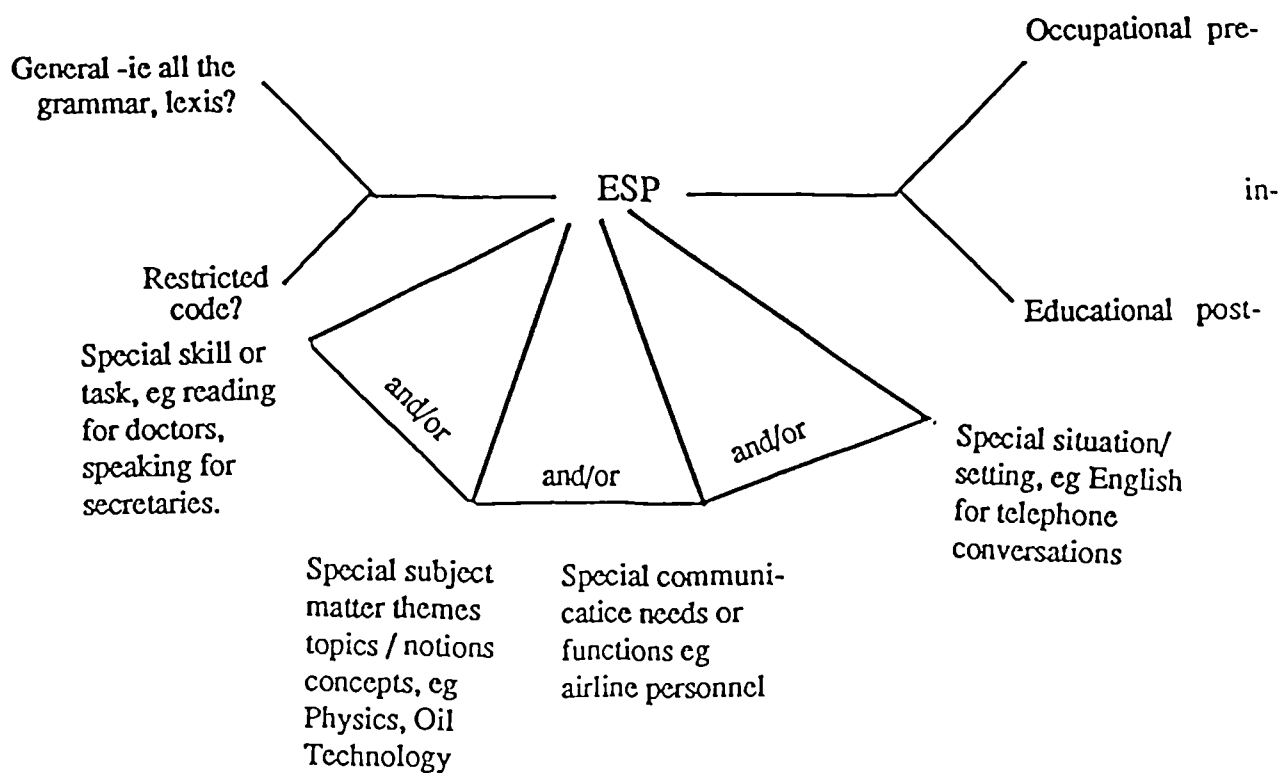 Occupational pre-
General -ie all the
grammar, lexis?
ESP
in-
Restricted
code?
Educational post-
Special skill or
task, eg reading
for doctors,
speaking for
secretaries.
and/or
and/or
and/or
Special situation/
setting, eg English
for telephone
conversations
Special subject
matter themes
topics / notions
concepts, eg
Physics, Oil
Technology
Special communi-
catice needs or
functions eg
airline personnel